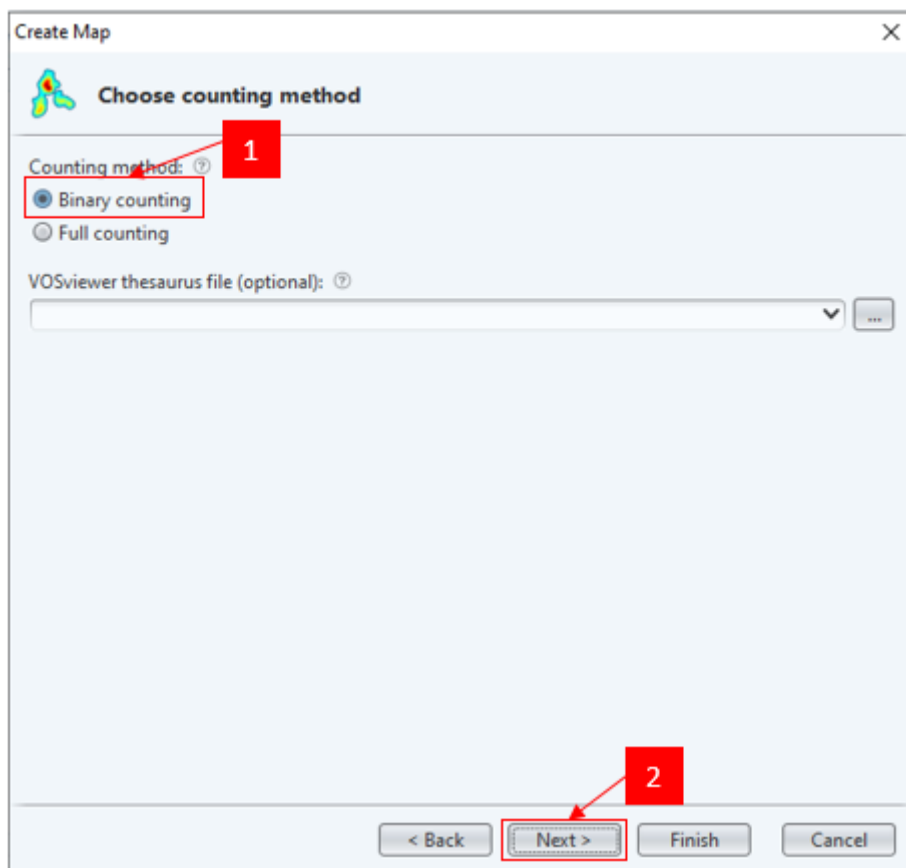 Create Map
Choose counting method
1
Counting method:
Binary counting
Full counting
VOSviewer thesaurus file (optional):
...
2
< Back Next > Finish Cancel